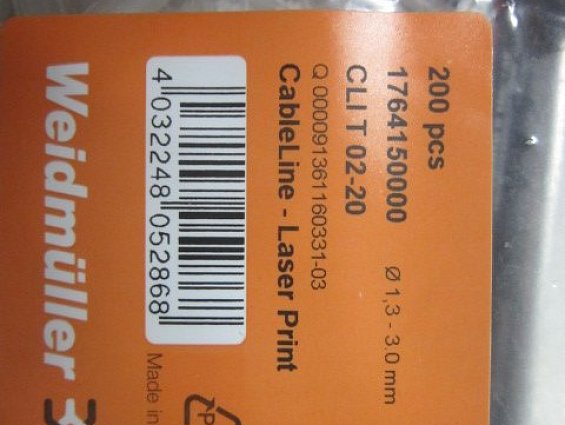 200 pcs
1764150000 Ø 1,3 - 3.0 mm
CLI T 02-20
Q 000091361160331-03
CableLine - Laser Print
4 032248 052868
Made in
Weidmüller